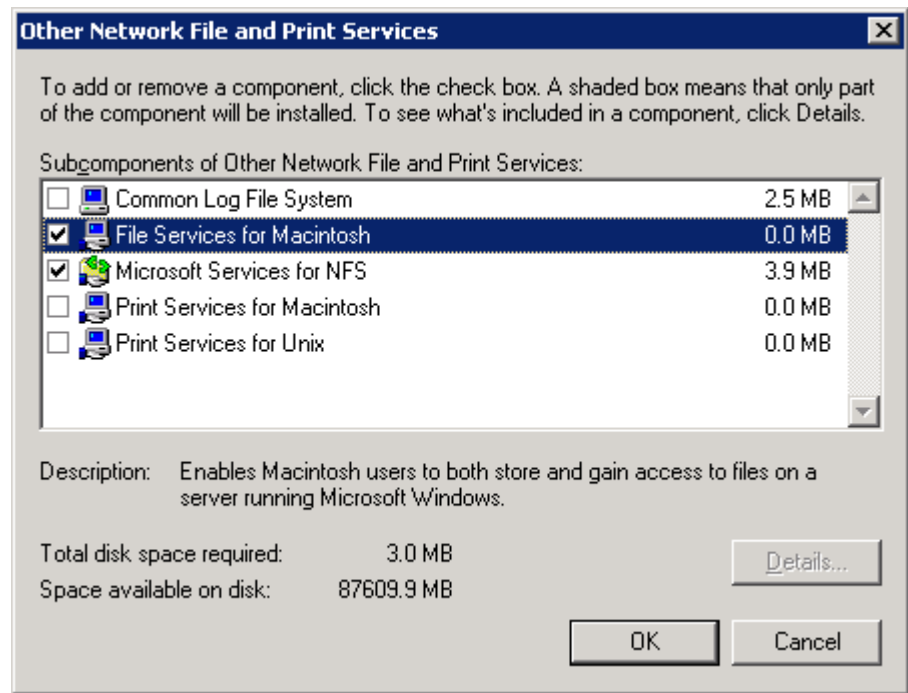 Other Network File and Print Services
To add or remove a component, click the check box. A shaded box means that only part
of the component will be installed. To see what's included in a component, click Details.
Subcomponents of Other Network File and Print Services:
Common Log File System 2.5 MB
File Services for Macintosh 0.0 MB
Microsoft Services for NFS 3.9 MB
Print Services for Macintosh 0.0 MB
Print Services for Unix 0.0 MB
Description: Enables Macintosh users to both store and gain access to files on a
server running Microsoft Windows.
Total disk space required: 3.0 MB
Details...
Space available on disk: 87609.9 MB
OK Cancel